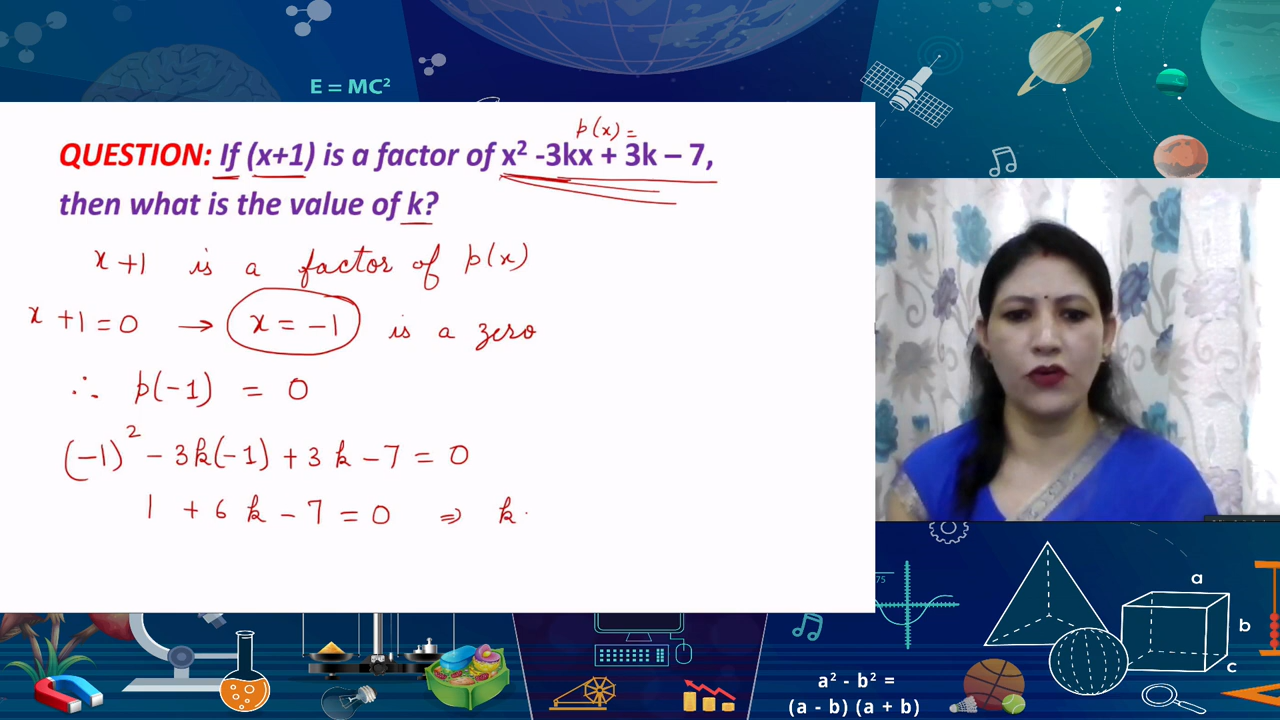 E = MC²
p(x) =
QUESTION: If (x+1) is a factor of x² -3kx + 3k – 7,
then what is the value of k?
x +1 is a factor of p(x)
x +1 = 0 → x = -1 is a zero
∴ p(-1) = 0
(-1)² - 3k(-1) + 3k - 7 = 0
1 + 6k - 7 = 0 ⇒ k
75
a
b
c
a² - b² =
(a - b) (a + b)